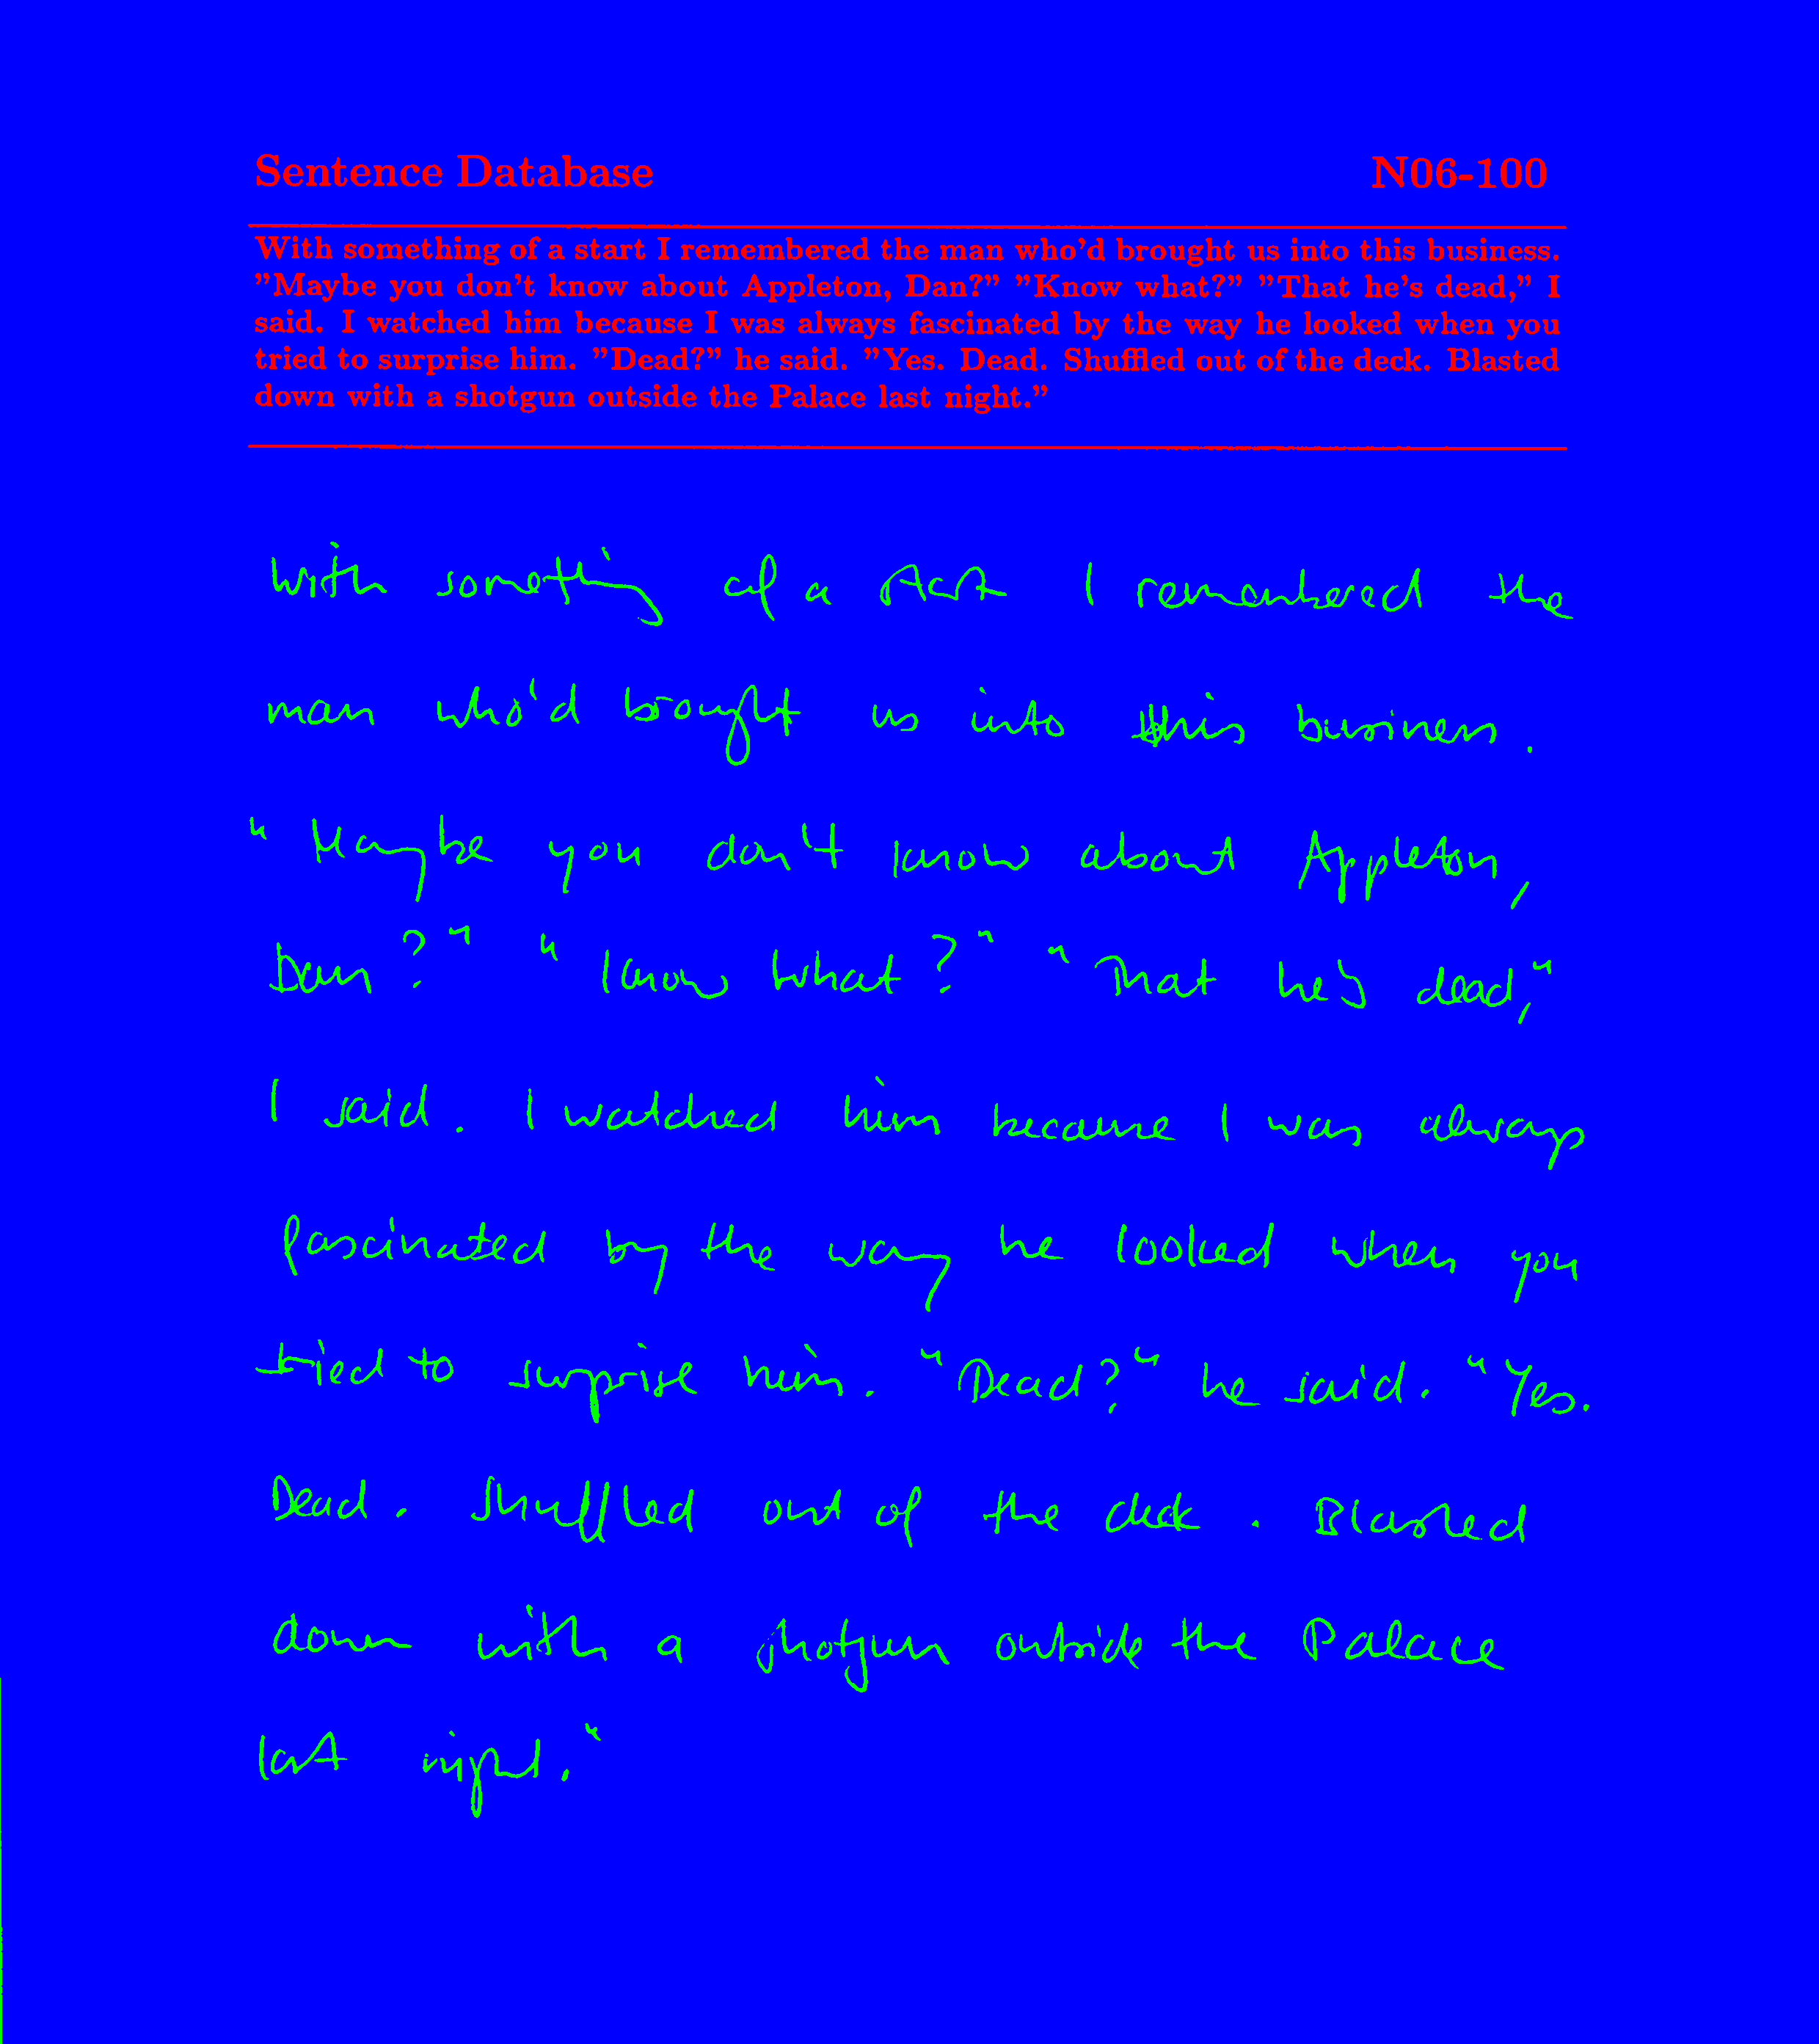 Sentence Database N06-100
With something of a start I remembered the man who'd brought us into this business.
"Maybe you don't know about Appleton, Dan?" "Know what?" "That he's dead," I
said. I watched him because I was always fascinated by the way he looked when you
tried to surprise him. "Dead?" he said. "Yes. Dead. Shuffled out of the deck. Blasted
down with a shotgun outside the Palace last night."
With something of a start I remembered the
man who'd brought us into this business.
"Maybe you don't know about Appleton,
Dan?" "Know what?" "That he's dead,"
I said. I watched him because I was always
fascinated by the way he looked when you
tried to surprise him. "Dead?" he said. "Yes.
Dead. Shuffled out of the deck. Blasted
down with a shotgun outside the Palace
last night."